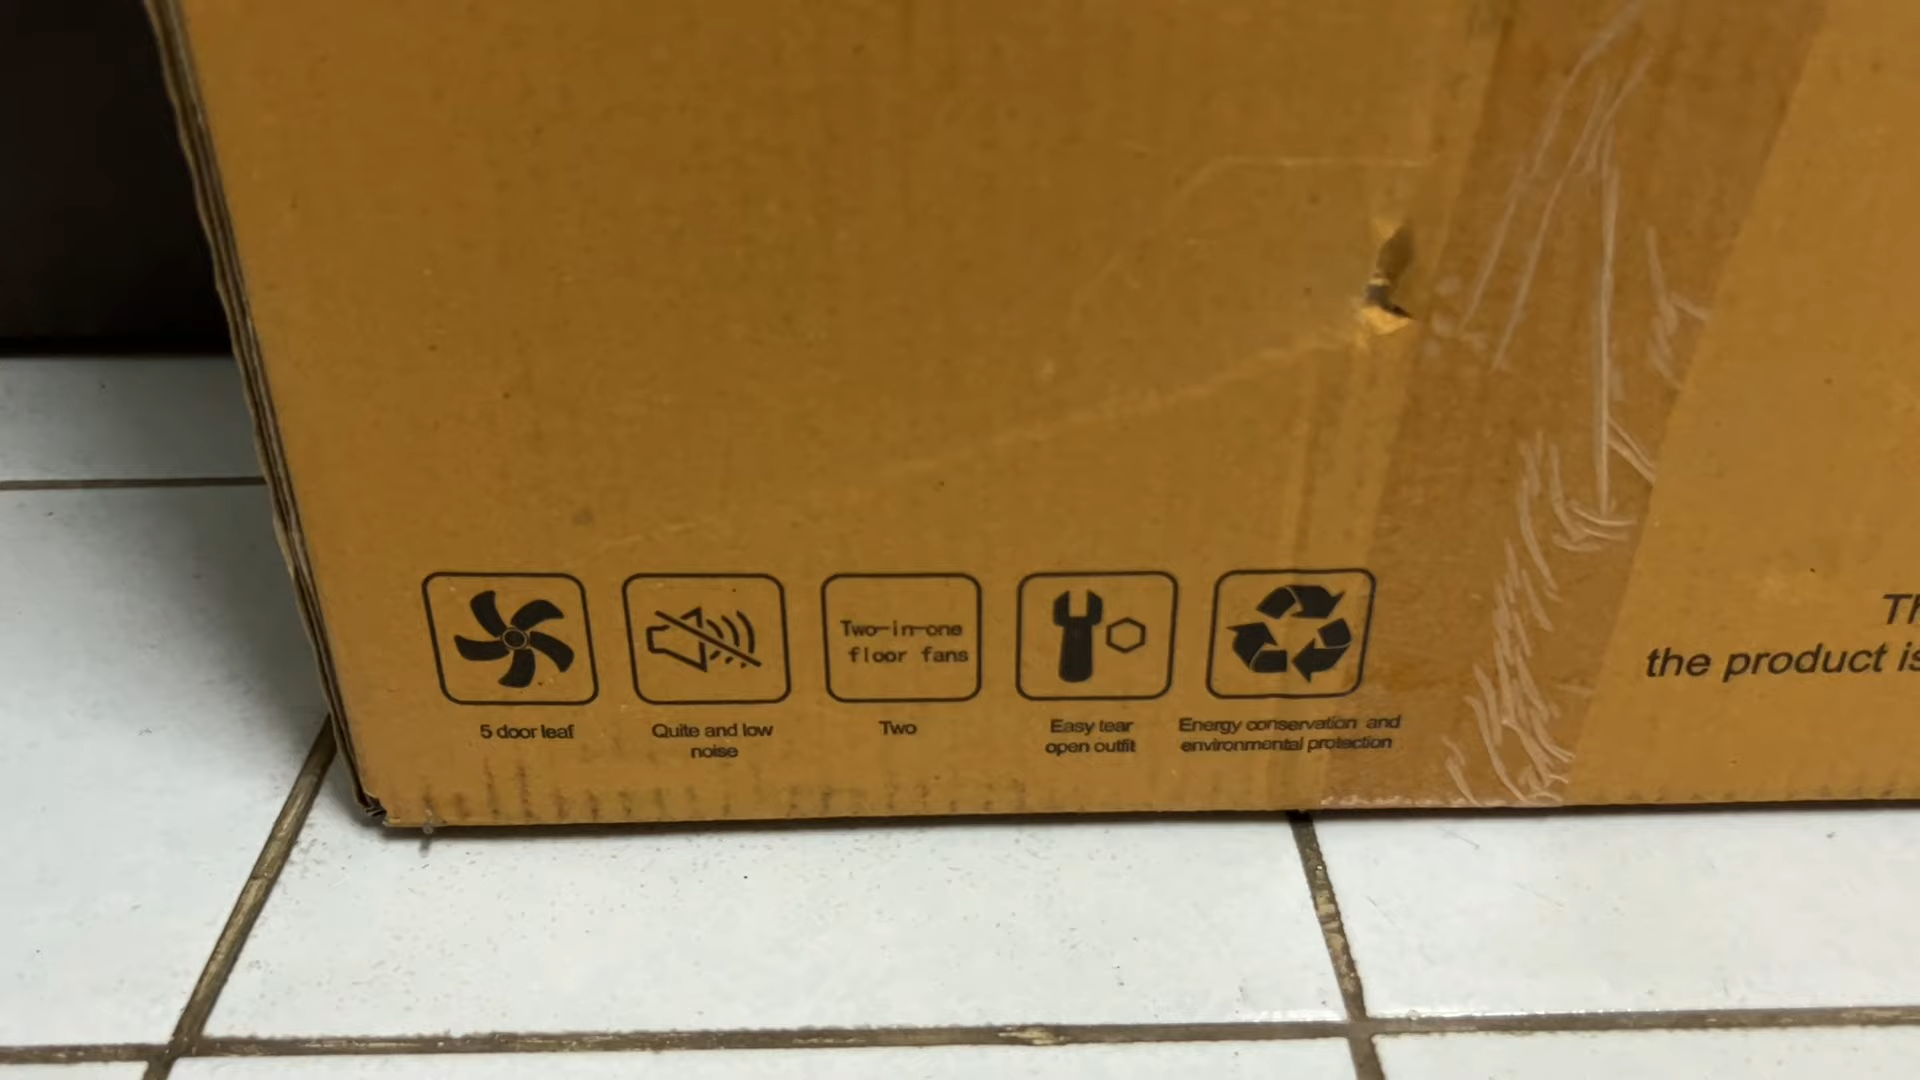 Two-in-one
floor fans
5 door leaf
Quite and low
noise
Two
Easy tear
open outfit
Energy conservation and
environmental protection
the product is